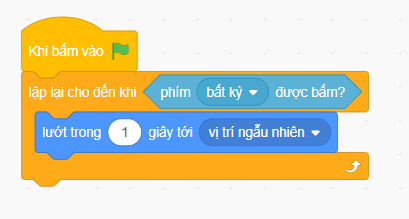 Khi bấm vào
lặp lại cho đến khi phím bất kỳ được bấm?
lướt trong 1 giây tới vị trí ngẫu nhiên